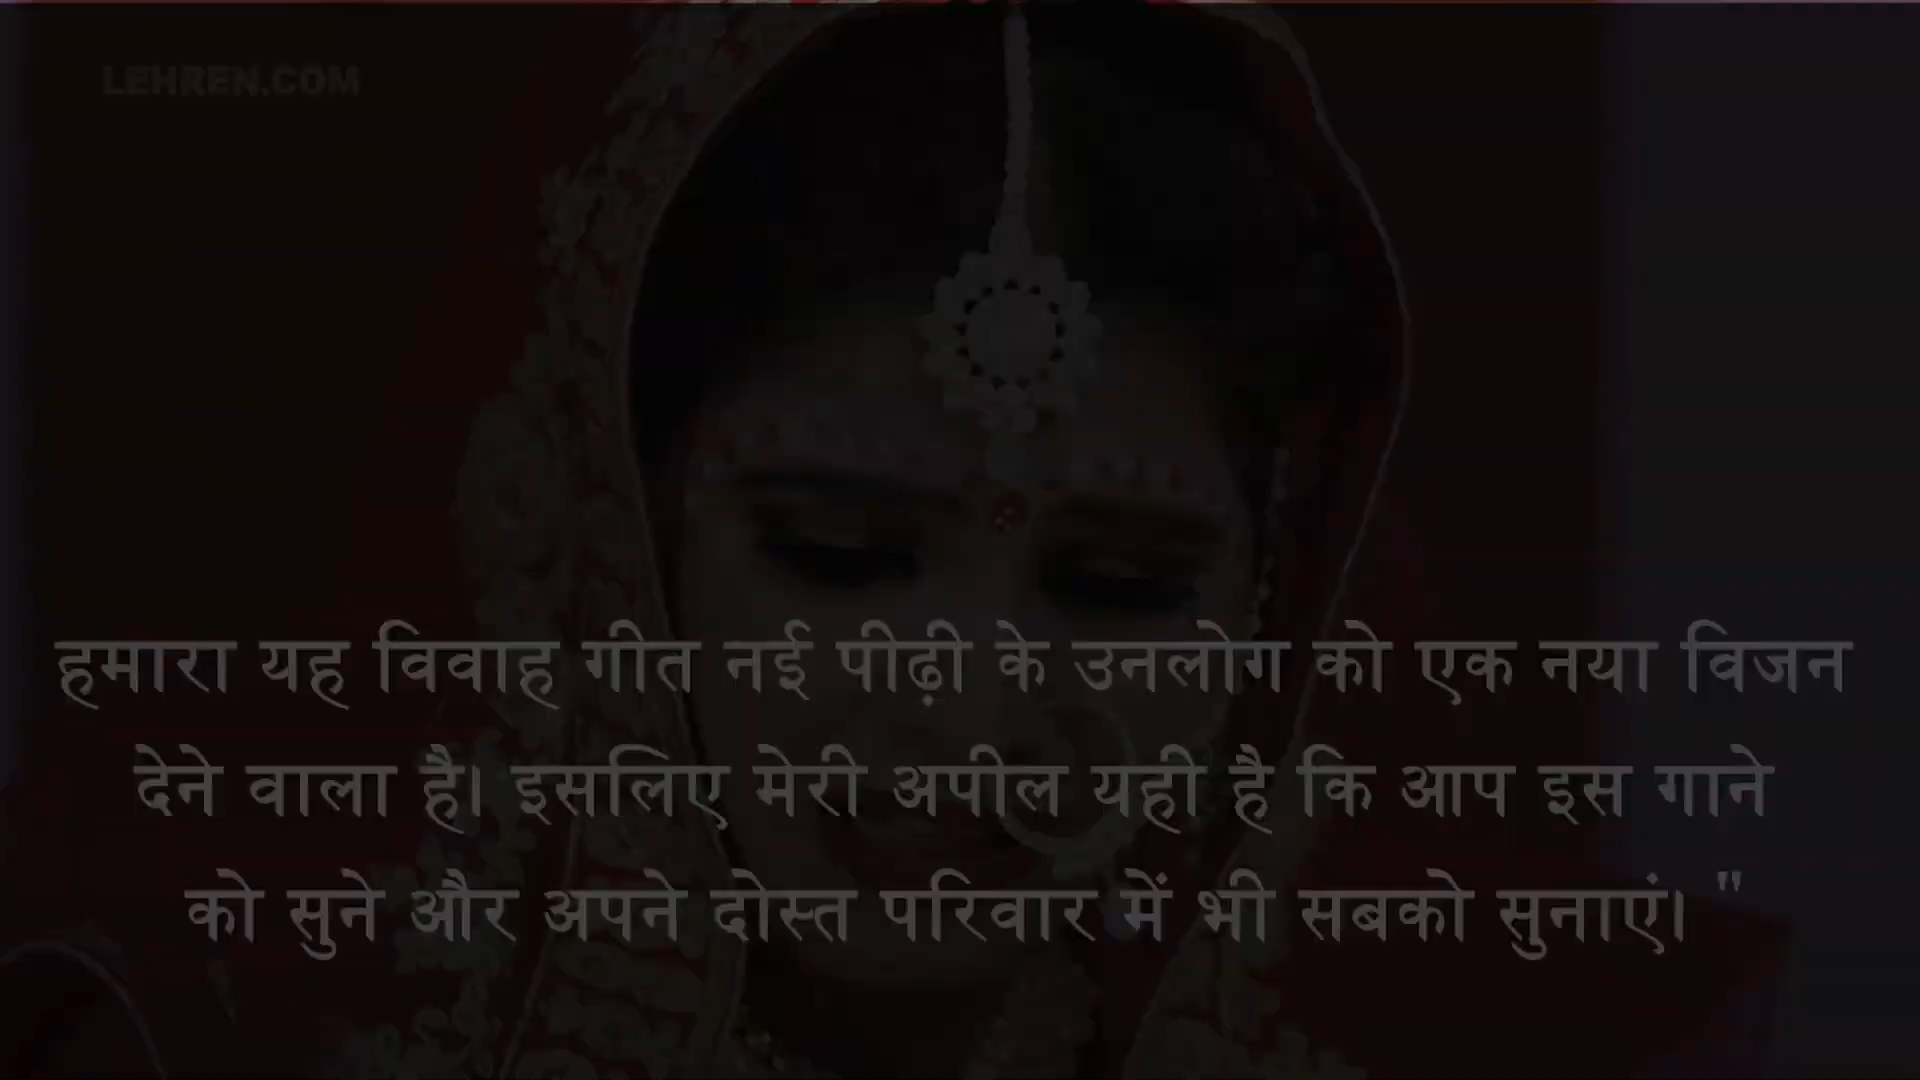 LEHREN.COM
हमारा यह विवाह गीत नई पीढ़ी के उनलोग को एक नया विजन
देने वाला है। इसलिए मेरी अपील यही है कि आप इस गाने
को सुने और अपने दोस्त परिवार में भी सबको सुनाएं। "